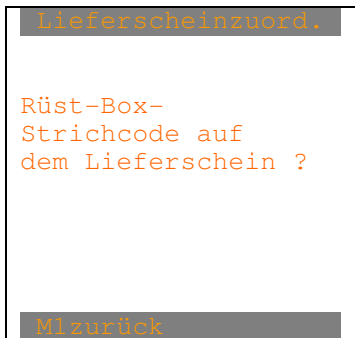 Lieferscheinzuord.
Rüst-Box-
Strichcode auf
dem Lieferschein ?
M1zurück